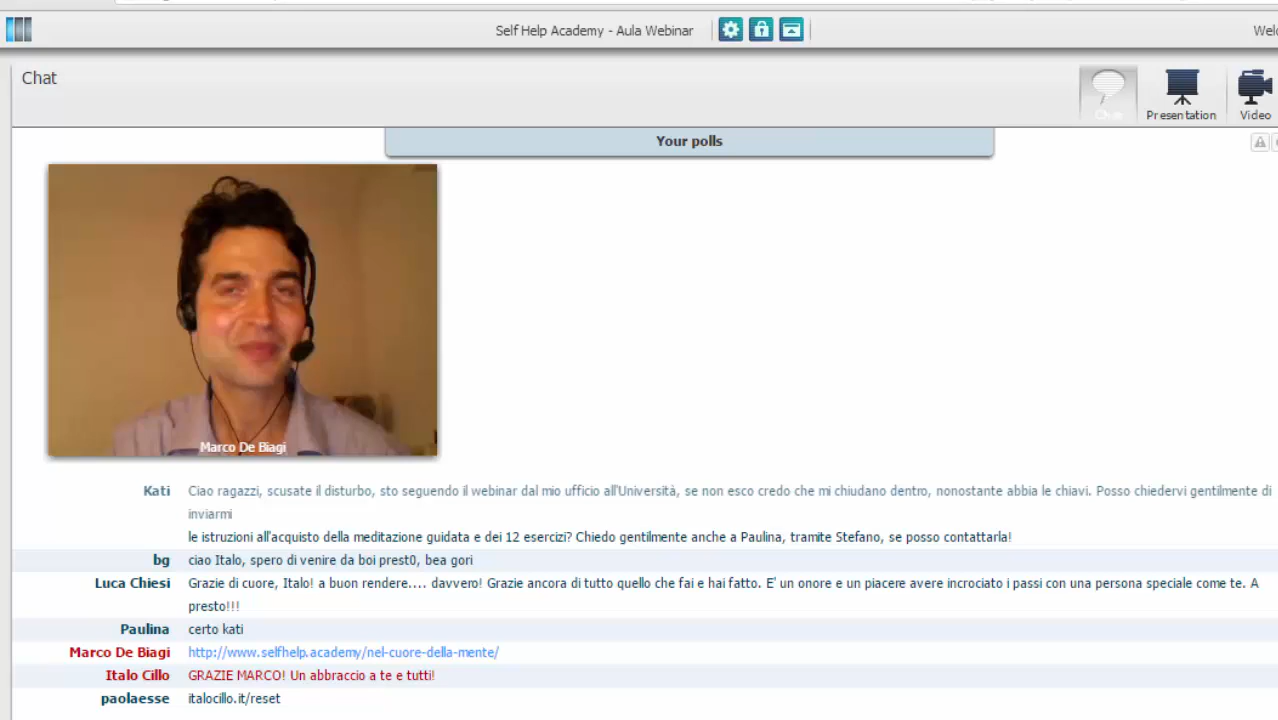 Self Help Academy - Aula Webinar
Chat
Chat
Presentation
Video
Your polls
Marco De Biagi
Kati Ciao ragazzi, scusate il disturbo, sto seguendo il webinar dal mio ufficio all'Università, se non esco credo che mi chiudano dentro, nonostante abbia le chiavi. Posso chiedervi gentilmente di
inviarmi
le istruzioni all'acquisto della meditazione guidata e dei 12 esercizi? Chiedo gentilmente anche a Paulina, tramite Stefano, se posso contattarla!
bg ciao Italo, spero di venire da boi prest0, bea gori
Luca Chiesi Grazie di cuore, Italo! a buon rendere.... davvero! Grazie ancora di tutto quello che fai e hai fatto. E' un onore e un piacere avere incrociato i passi con una persona speciale come te. A
presto!!!
Paulina certo kati
Marco De Biagi http://www.selfhelp.academy/nel-cuore-della-mente/
Italo Cillo GRAZIE MARCO! Un abbraccio a te e tutti!
paolaesse italocillo.it/reset